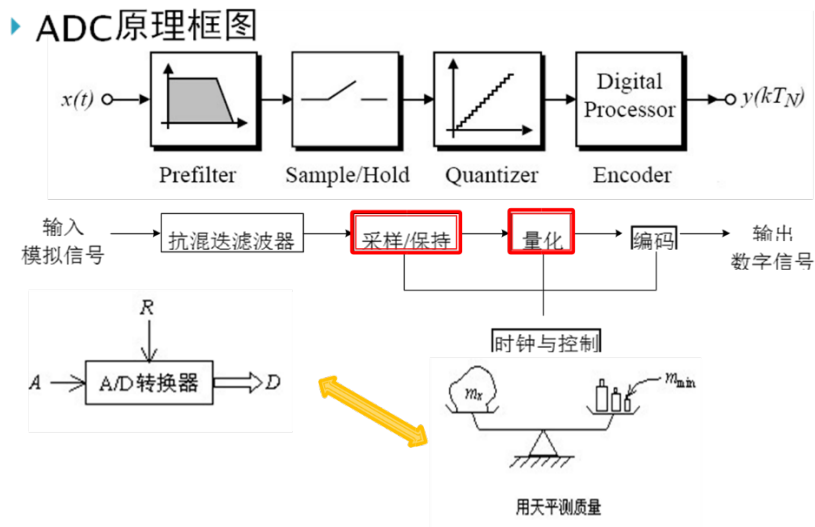 ADC原理框图
x(t)
Digital
Processor
y(kT_N)
Prefilter
Sample/Hold
Quantizer
Encoder
输入
模拟信号
抗混迭滤波器
采样/保持
量化
编码
输出
数字信号
时钟与控制
R
A
A/D转换器
D
m_x
m_min
用天平测质量